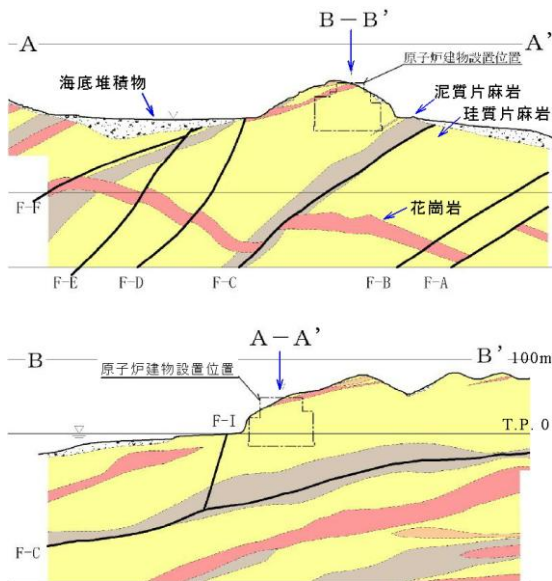 B－B’
A
A’
原子炉建物設置位置
海底堆積物
泥質片麻岩
珪質片麻岩
花崗岩
F-F
F-E
F-D
F-C
F-B
F-A
A－A’
B
B’
100m
原子炉建物設置位置
F-I
T.P. 0
F-C